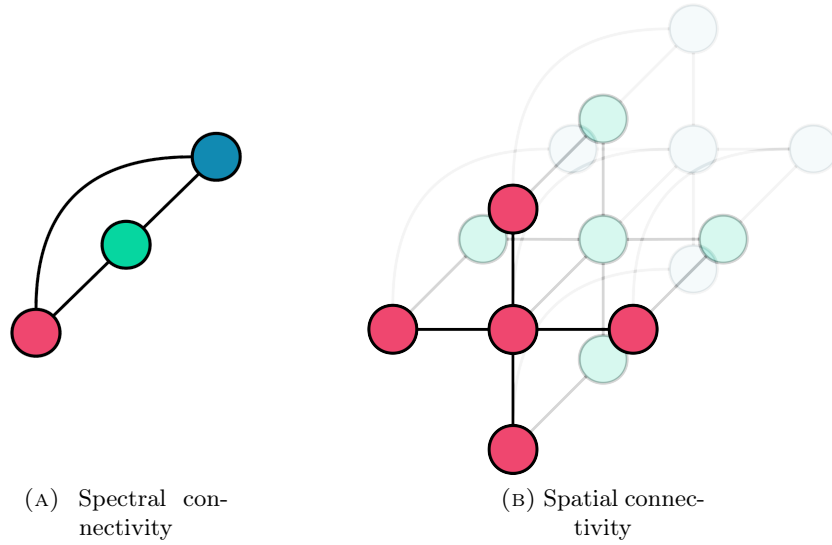 (A) Spectral con-
nectivity
(B) Spatial connec-
tivity